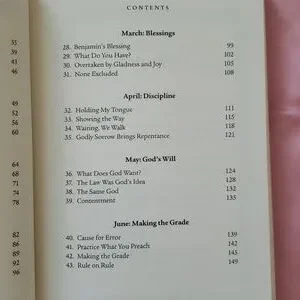 CONTENTS
35
39
43
46
49
52
56
60
64
68
71
74
78
82
86
89
92
96
March: Blessings
28. Benjamin's Blessing 99
29. What Do You Have? 102
30. Overtaken by Gladness and Joy 105
31. None Excluded 108
April: Discipline
32. Holding My Tongue 111
33. Showing the Way 115
34. Waiting, We Walk 118
35. Godly Sorrow Brings Repentance 121
May: God's Will
36. What Does God Want? 124
37. The Law Was God's Idea 128
38. The Same God 132
39. Contentment 135
June: Making the Grade
40. Cause for Error 139
41. Practice What You Preach 142
42. Making the Grade 145
43. Rule on Rule 149